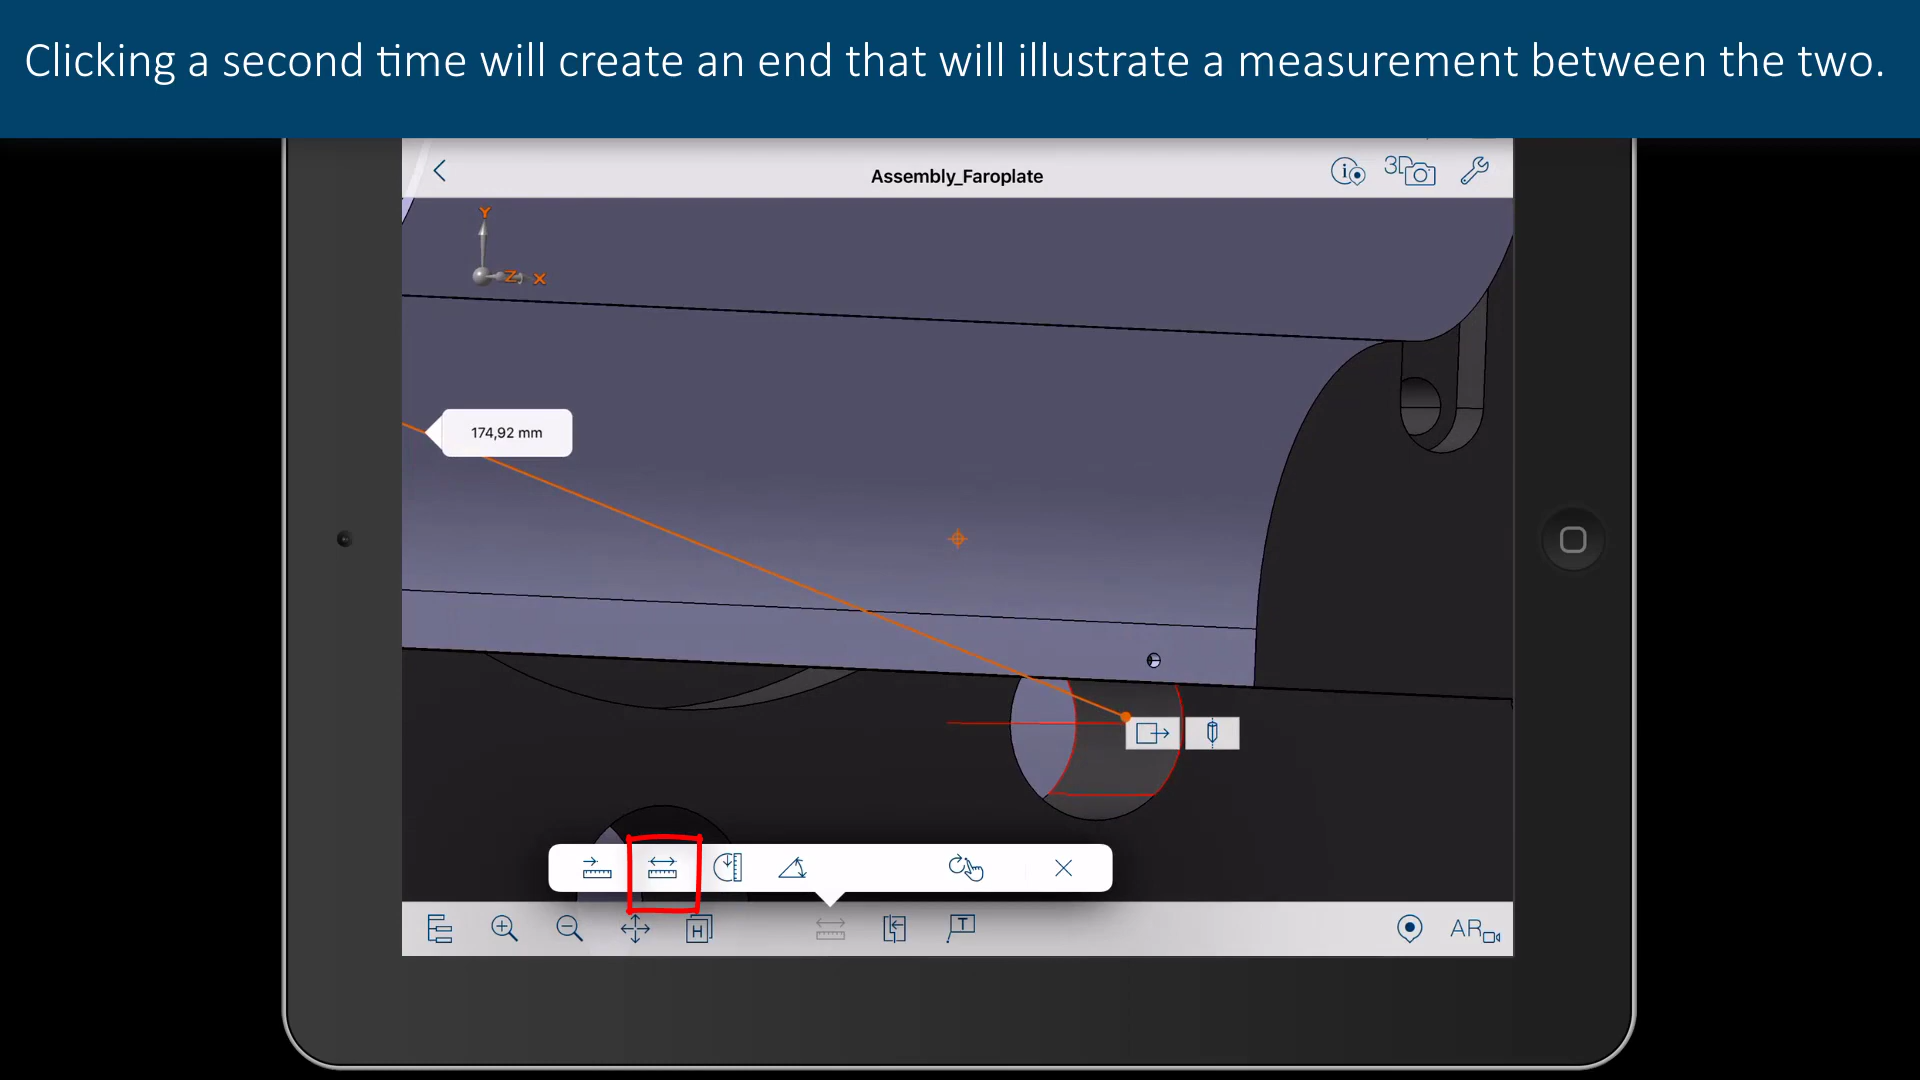 Clicking a second time will create an end that will illustrate a measurement between the two.
Assembly_Faroplate
3D
Y
Z X
174,92 mm
H
T
AR